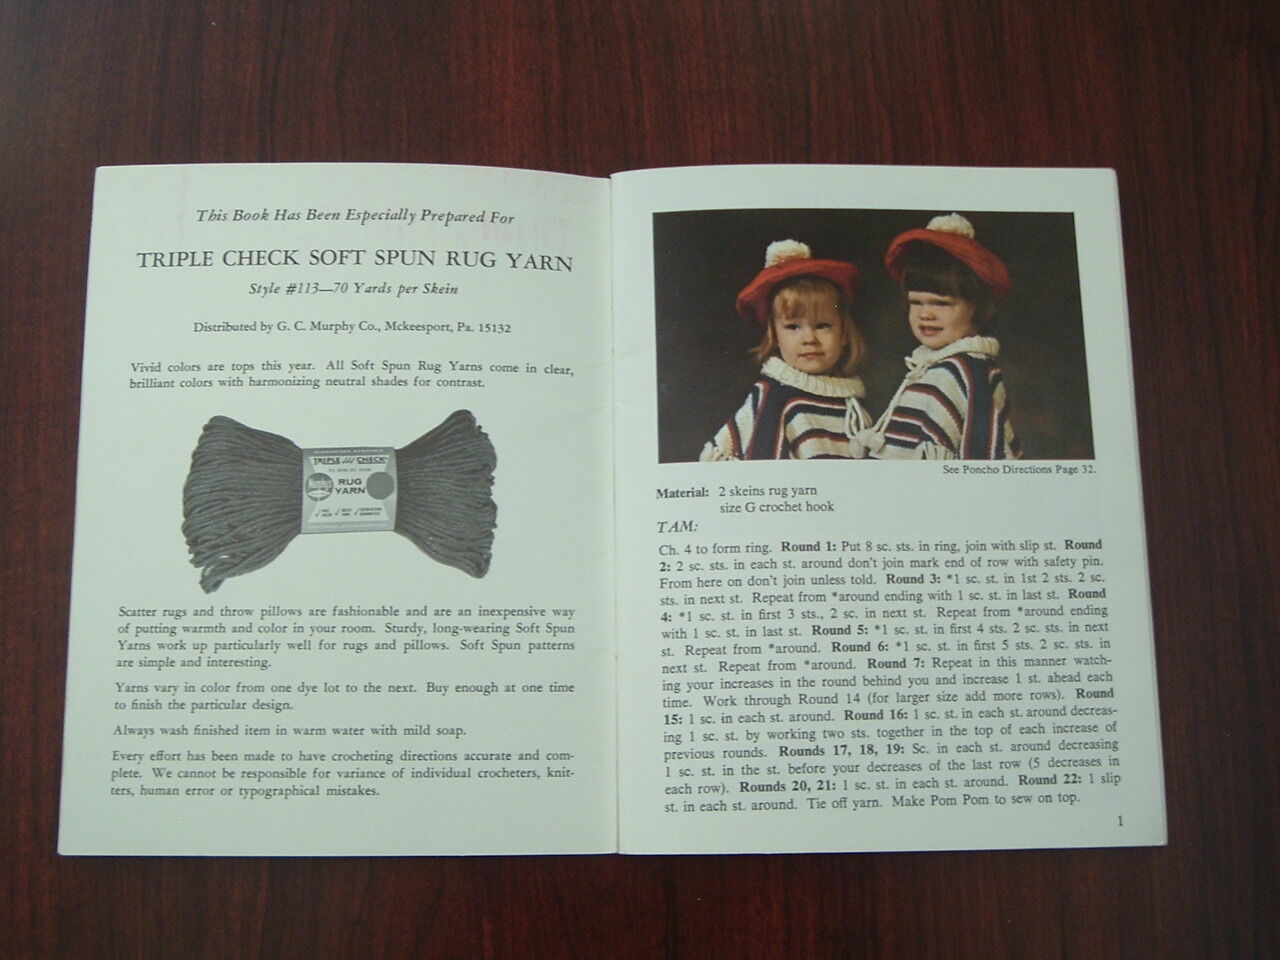 This Book Has Been Especially Prepared For
TRIPLE CHECK SOFT SPUN RUG YARN
Style #113—70 Yards per Skein
Distributed by G. C. Murphy Co., Mckeesport, Pa. 15132
Vivid colors are tops this year. All Soft Spun Rug Yarns come in clear,
brilliant colors with harmonizing neutral shades for contrast.
TRIPLE CHECK
RUG
YARN
Scatter rugs and throw pillows are fashionable and are an inexpensive way
of putting warmth and color in your room. Sturdy, long-wearing Soft Spun
Yarns work up particularly well for rugs and pillows. Soft Spun patterns
are simple and interesting.
Yarns vary in color from one dye lot to the next. Buy enough at one time
to finish the particular design.
Always wash finished item in warm water with mild soap.
Every effort has been made to have crocheting directions accurate and com-
plete. We cannot be responsible for variance of individual crocheters, knit-
ters, human error or typographical mistakes.
See Poncho Directions Page 32.
Material: 2 skeins rug yarn
size G crochet hook
TAM:
Ch. 4 to form ring. Round 1: Put 8 sc. sts. in ring, join with slip st. Round
2: 2 sc. sts. in each st. around don't join mark end of row with safety pin.
From here on don't join unless told. Round 3: *1 sc. st. in 1st 2 sts. 2 sc.
sts. in next st. Repeat from *around ending with 1 sc. st. in last st. Round
4: *1 sc. st. in first 3 sts., 2 sc. in next st. Repeat from *around ending
with 1 sc. st. in last st. Round 5: *1 sc. st. in first 4 sts. 2 sc. sts. in next
st. Repeat from *around. Round 6: *1 sc. st. in first 5 sts. 2 sc. sts. in
next st. Repeat from *around. Round 7: Repeat in this manner watch-
ing your increases in the round behind you and increase 1 st. ahead each
time. Work through Round 14 (for larger size add more rows). Round
15: 1 sc. in each st. around. Round 16: 1 sc. st. in each st. around decreas-
ing 1 sc. st. by working two sts. together in the top of each increase of
previous rounds. Rounds 17, 18, 19: Sc. in each st. around decreasing
1 sc. st. in the st. before your decreases of the last row (5 decreases in
each row). Rounds 20, 21: 1 sc. st. in each st. around. Round 22: 1 slip
st. in each st. around. Tie off yarn. Make Pom Pom to sew on top.
1